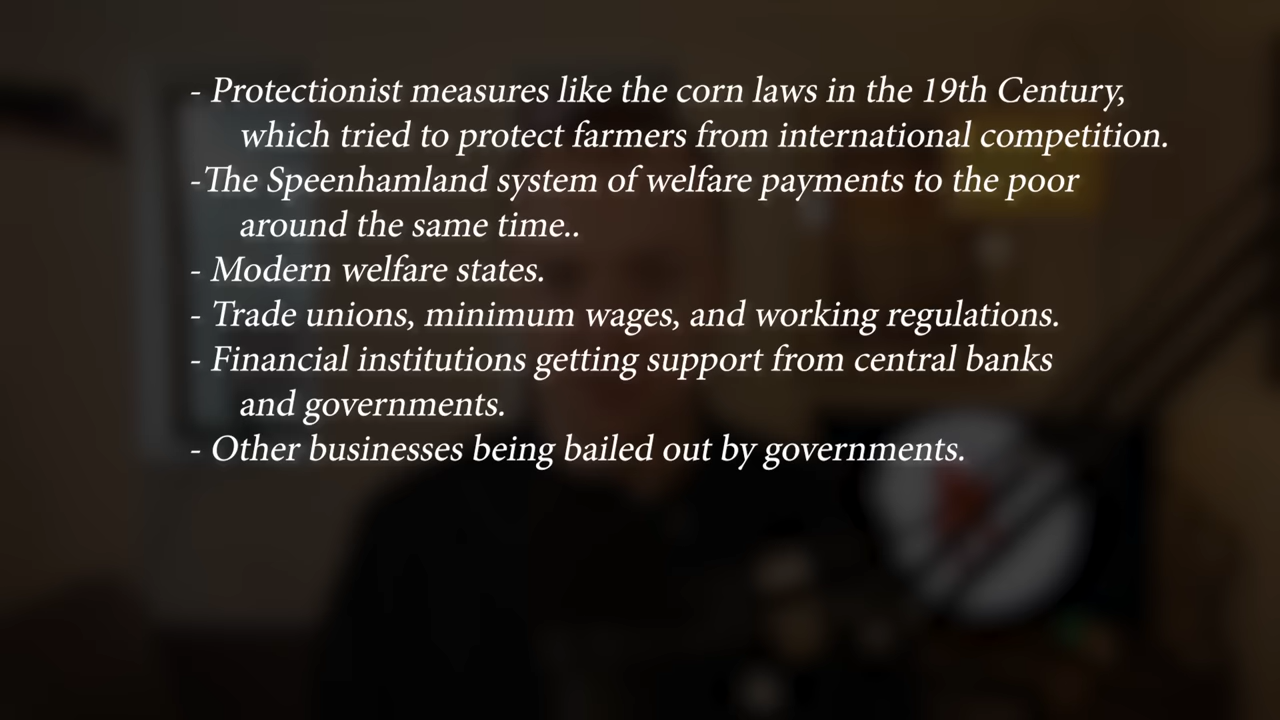 - Protectionist measures like the corn laws in the 19th Century,
which tried to protect farmers from international competition.
-The Speenhamland system of welfare payments to the poor
around the same time..
- Modern welfare states.
- Trade unions, minimum wages, and working regulations.
- Financial institutions getting support from central banks
and governments.
- Other businesses being bailed out by governments.